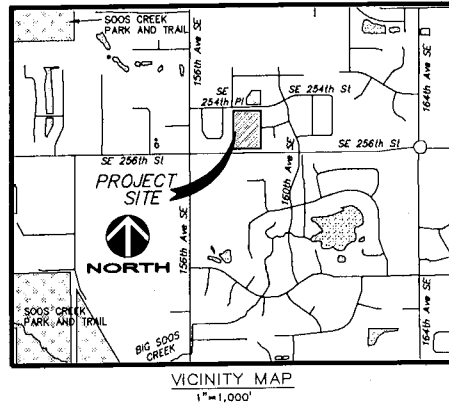 SOOS CREEK
PARK AND TRAIL
156th Ave SE
164th Ave SE
SE
254th Pl
SE 254th St
SE 256th St
SE 256th St
PROJECT
SITE
160th Ave SE
NORTH
156th Ave SE
164th Ave SE
SOOS CREEK
PARK AND TRAIL
BIG SOOS
CREEK
VICINITY MAP
1"=1,000'